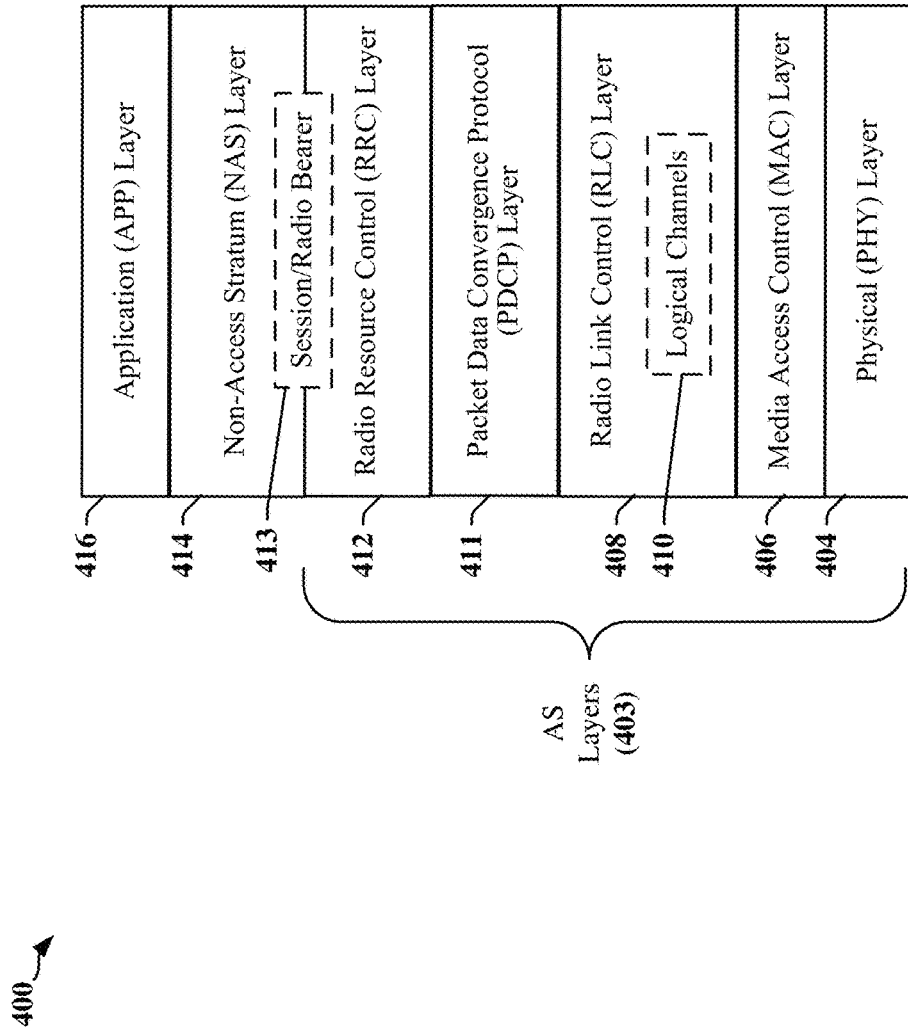 400
416
Application (APP) Layer
414
Non-Access Stratum (NAS) Layer
413
Session/Radio Bearer
412
Radio Resource Control (RRC) Layer
411
Packet Data Convergence Protocol
(PDCP) Layer
408
Radio Link Control (RLC) Layer
410
Logical Channels
406
Media Access Control (MAC) Layer
404
Physical (PHY) Layer
AS
Layers
(403)